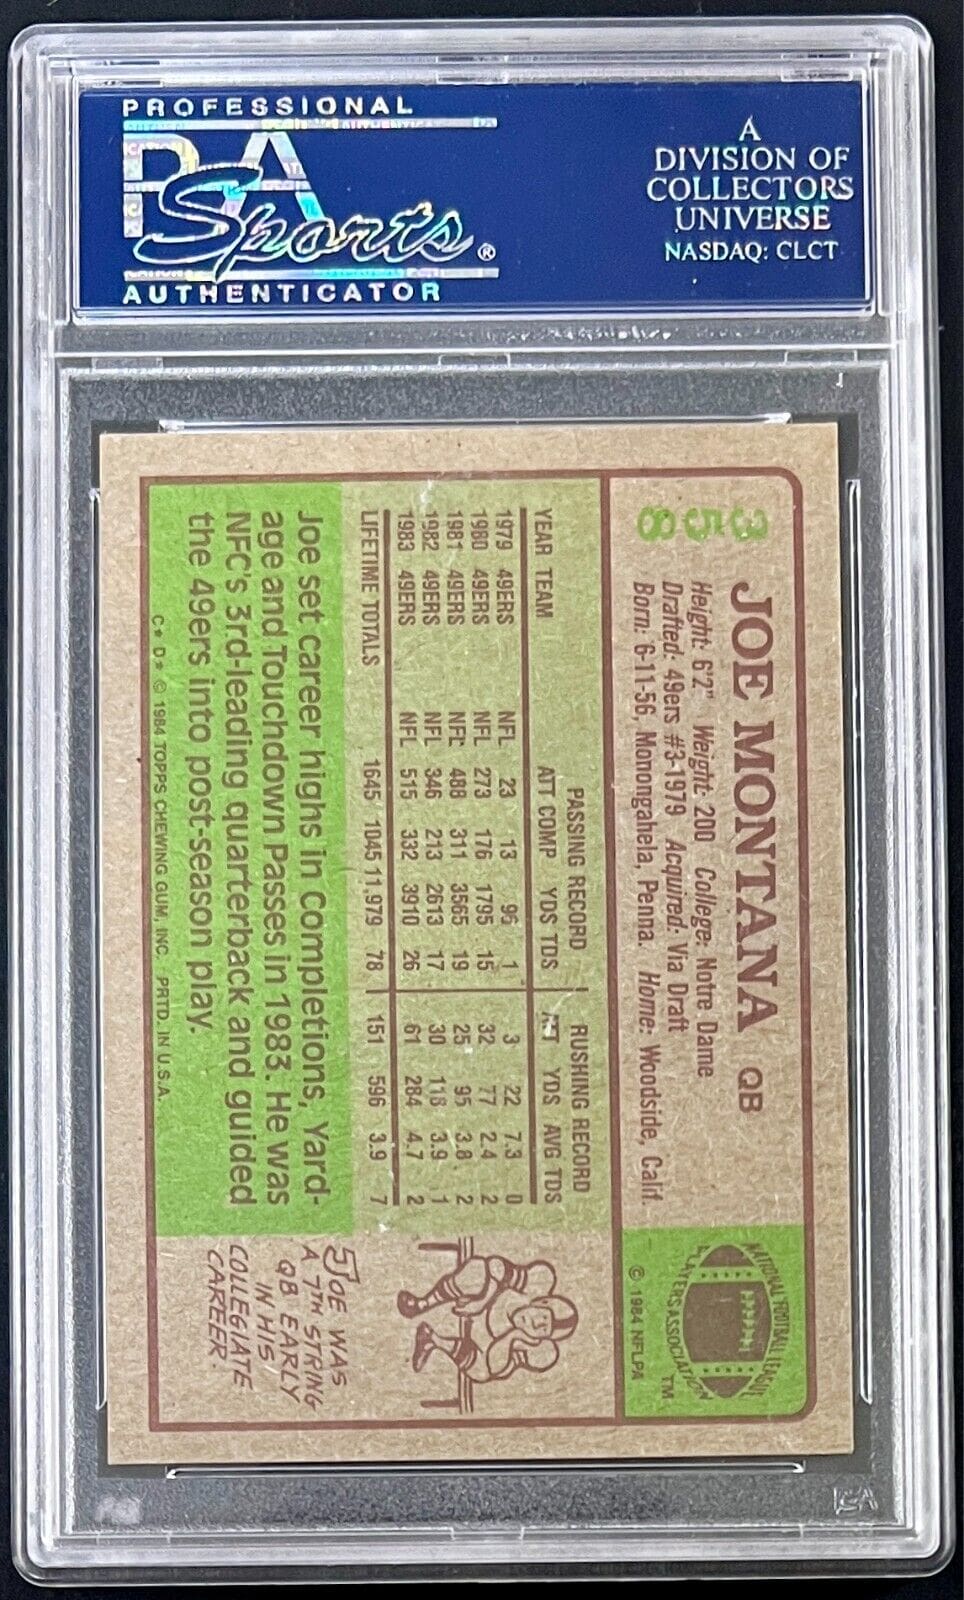 PROFESSIONAL
PSA
Sports®
AUTHENTICATOR
A
DIVISION OF
COLLECTORS
UNIVERSE
NASDAQ: CLCT
358
JOE MONTANA QB
Height: 6'2" Weight: 200 College: Notre Dame
Drafted: 49ers #3-1979 Acquired: Via Draft
Born: 6-11-56, Monongahela, Penna. Home: Woodside, Calif.
NATIONAL FOOTBALL LEAGUE
PLAYERS ASSOCIATION
TM
© 1984 NFLPA
PASSING RECORD RUSHING RECORD
YEAR TEAM ATT COMP YDS TDS ATT YDS AVG TDS
1979 49ERS NFL 23 13 96 1 3 22 7.3 0
1980 49ERS NFL 273 176 1795 15 32 77 2.4 2
1981 49ERS NFL 488 311 3565 19 25 95 3.8 2
1982 49ERS NFL 346 213 2613 17 30 118 3.9 1
1983 49ERS NFL 515 332 3910 26 61 284 4.7 2
LIFETIME TOTALS 1645 1045 11,979 78 151 596 3.9 7
Joe set career highs in Completions, Yard-
age and Touchdown Passes in 1983. He was
NFC's 3rd-leading quarterback and guided
the 49ers into post-season play.
JOE WAS
A 7TH STRING
QB EARLY
IN HIS
COLLEGIATE
CAREER.
C* D* © 1984 TOPPS CHEWING GUM, INC. PRTD. IN U.S.A.
PSA